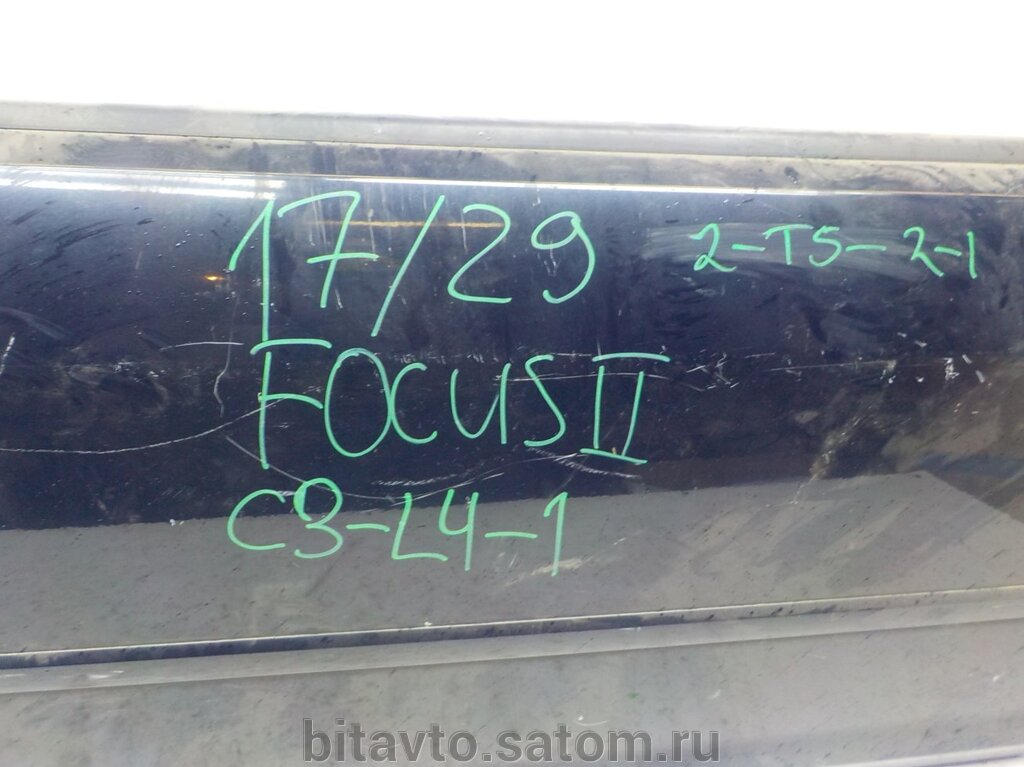 17/29
2-T5-2-1
FOCUS II
C3-L4-1
bitavto.satom.ru